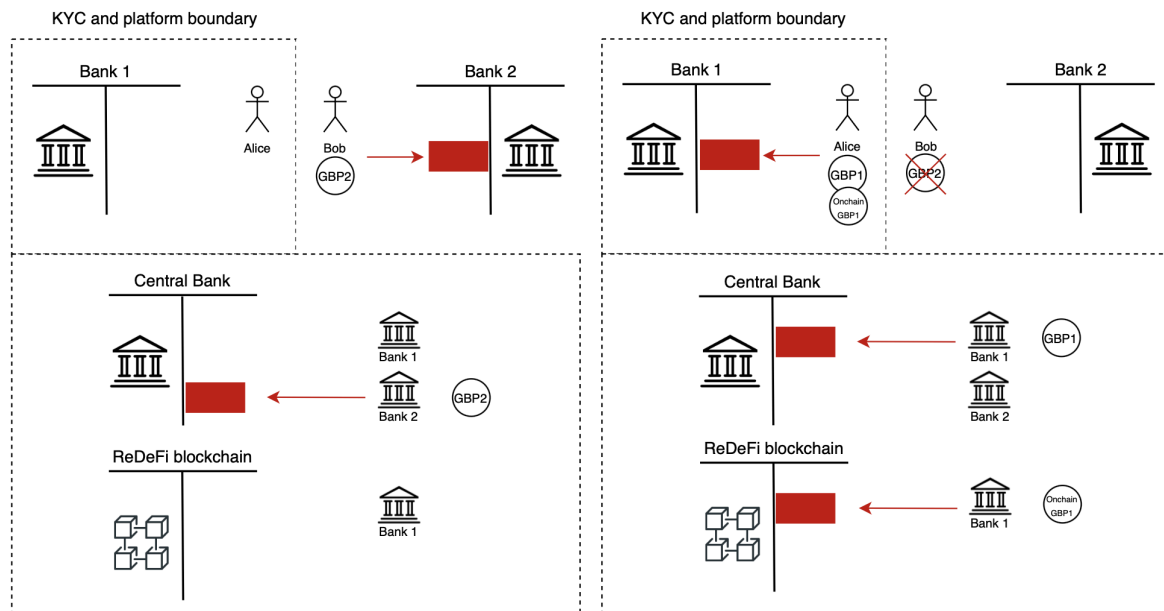 KYC and platform boundary
Bank 1
Bank 2
Alice
Bob
GBP2
Central Bank
Bank 1
Bank 2
GBP2
ReDeFi blockchain
Bank 1
KYC and platform boundary
Bank 1
Bank 2
Alice
Bob
GBP1
GBP2
Onchain
GBP1
Central Bank
Bank 1
GBP1
Bank 2
ReDeFi blockchain
Bank 1
Onchain
GBP1